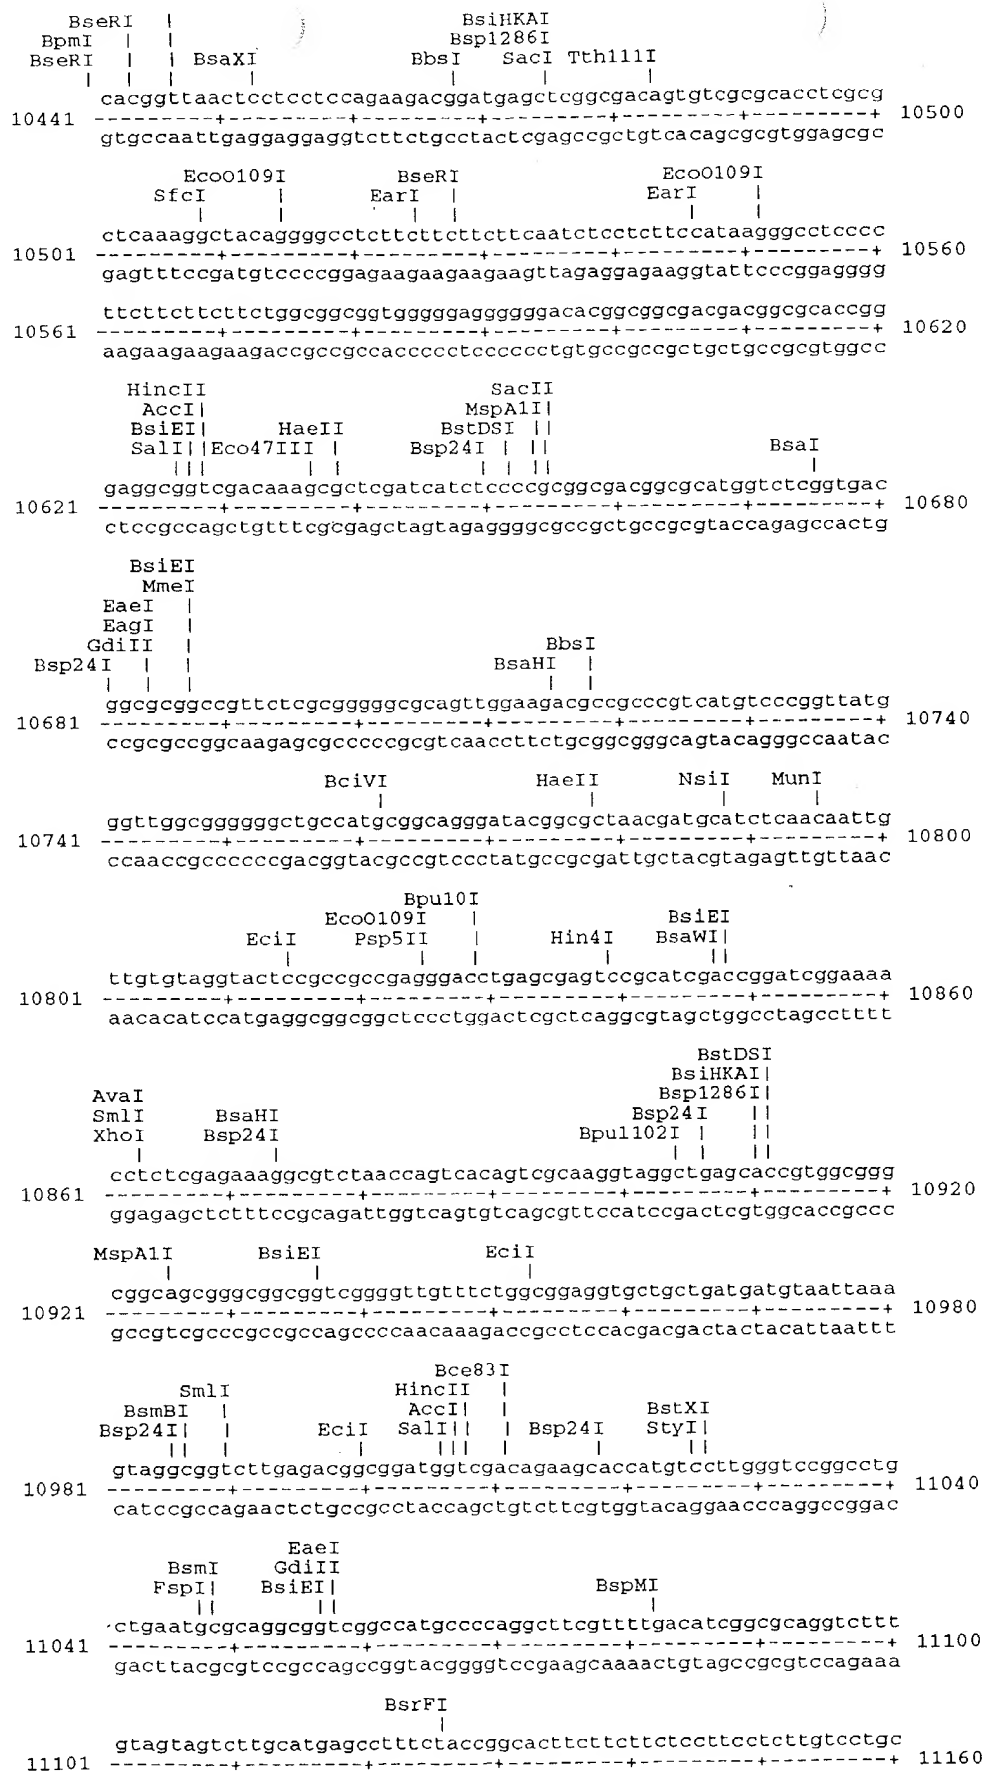 BseRI BsiHKAI
BpmI Bsp1286I
BseRI BsaXI BbsI SacI Tth111I
cacggttaactcctcctccagaagacggatgagctcggcgacagtgtcgcgcacctcgcg
10441 ---------+---------+---------+---------+---------+---------+ 10500
gtgccaattgaggaggaggtcttctgcctactcgagccgctgtcacagcgcgtggagcgc
EcoO109I BseRI EcoO109I
SfcI EarI EarI
ctcaaaggctacaggggcctcttcttcttcttcaatctcctcttccataagggcctcccc
10501 ---------+---------+---------+---------+---------+---------+ 10560
gagtttccgatgtccccggagaagaagaagaagttagaggagaaggtattcccggagggg
ttcttcttcttctggcggcggtgggggaggggggacacggcggcgacgacggcgcaccgg
10561 ---------+---------+---------+---------+---------+---------+ 10620
aagaagaagaagaccgccgccaccccctcccccctgtgccgccgctgctgccgcgtggcc
HincII SacII
AccI MspA1I
BsiEI HaeII BstDSI
SalI Eco47III Bsp24I BsaI
gaggcggtcgacaaagcgctcgatcatctccccgcggcgacggcgcatggtctcggtgac
10621 ---------+---------+---------+---------+---------+---------+ 10680
ctccgccagctgtttcgcgagctagtagaggggcgccgctgccgcgtaccagagccactg
BsiEI
MmeI
EaeI
EagI
GdiII BbsI
Bsp24I BsaHI
ggcgcggccgttctcgcgggggcgcagttggaagacgccgcccgtcatgtcccggttatg
10681 ---------+---------+---------+---------+---------+---------+ 10740
ccgcgccggcaagagcgcccccgcgtcaaccttctgcggcgggcagtacagggccaatac
BciVI HaeII NsiI MunI
ggttggcggggggctgccatgcggcagggatacggcgctaacgatgcatctcaacaattg
10741 ---------+---------+---------+---------+---------+---------+ 10800
ccaaccgccccccgacggtacgccgtccctatgccgcgattgctacgtagagttgttaac
Bpu10I
EcoO109I BsiEI
EciI Psp5II Hin4I BsaWI
ttgtgtaggtactccgccgccgagggacctgagcgagtccgcatcgaccggatcggaaaa
10801 ---------+---------+---------+---------+---------+---------+ 10860
aacacatccatgaggcggcggctccctggactcgctcaggcgtagctggcctagcctttt
BstDSI
BsiHKAI
AvaI Bsp1286I
SmlI BsaHI Bsp24I
XhoI Bsp24I Bpu1102I
cctctcgagaaaggcgtctaaccagtcacagtcgcaaggtaggctgagcaccgtggcggg
10861 ---------+---------+---------+---------+---------+---------+ 10920
ggagagctctttccgcagattggtcagtgtcagcgttccatccgactcgtggcaccgccc
MspA1I BsiEI EciI
cggcagcgggcggcggtcggggttgtttctggcggaggtgctgctgatgatgtaattaaa
10921 ---------+---------+---------+---------+---------+---------+ 10980
gccgtcgcccgccgccagccccaacaaagaccgcctccacgacgactactacattaattt
Bce83I
SmlI HincII
BsmBI AccI BstXI
Bsp24I EciI SalI Bsp24I StyI
gtaggcggtcttgagacggcggatggtcgacagaagcaccatgtccttgggtccggcctg
10981 ---------+---------+---------+---------+---------+---------+ 11040
catccgccagaactctgccgcctaccagctgtcttcgtggtacaggaacccaggccggac
EaeI
BsmI GdiII
FspI BsiEI BspMI
ctgaatgcgcaggcggtcggccatgccccaggcttcgttttgacatcggcgcaggtcttt
11041 ---------+---------+---------+---------+---------+---------+ 11100
gacttacgcgtccgccagccggtacggggtccgaagcaaaactgtagccgcgtccagaaa
BsrFI
gtagtagtcttgcatgagcctttctaccggcacttcttcttctccttcctcttgtcctgc
11101 ---------+---------+---------+---------+---------+---------+ 11160